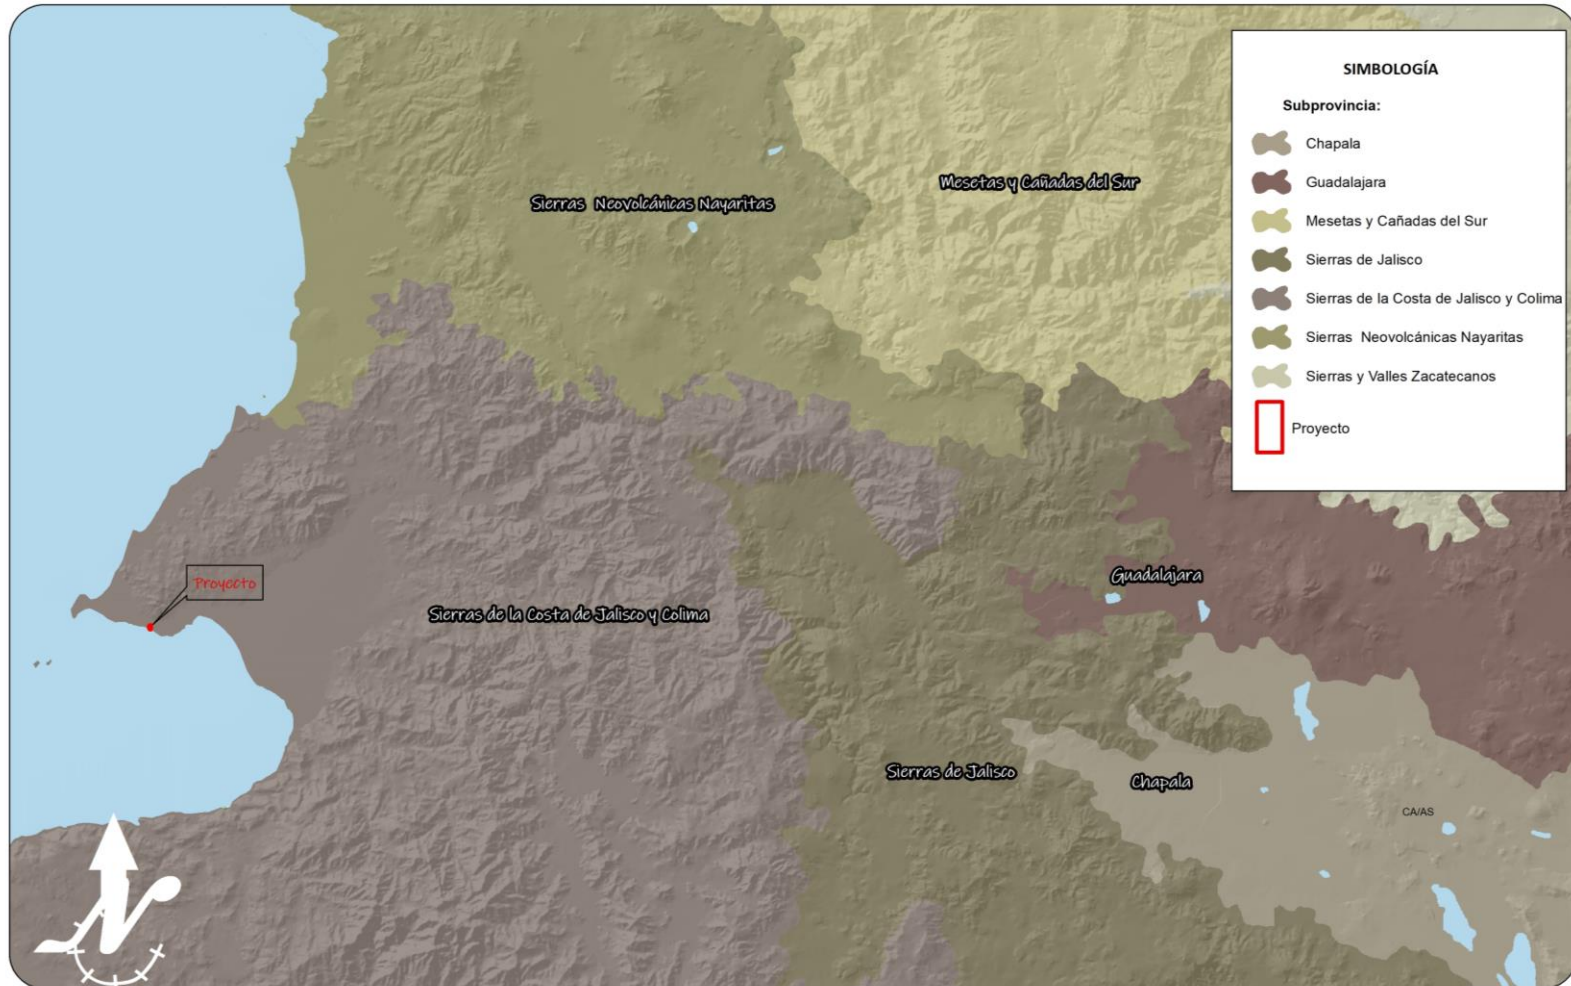 SIMBOLOGÍA
Subprovincia:
Chapala
Guadalajara
Mesetas y Cañadas del Sur
Sierras de Jalisco
Sierras de la Costa de Jalisco y Colima
Sierras Neovolcánicas Nayaritas
Sierras y Valles Zacatecanos
Proyecto
Mesetas y Cañadas del Sur
Sierras Neovolcánicas Nayaritas
Guadalajara
Proyecto
Sierras de la Costa de Jalisco y Colima
Sierras de Jalisco
Chapala
CA/AS
N